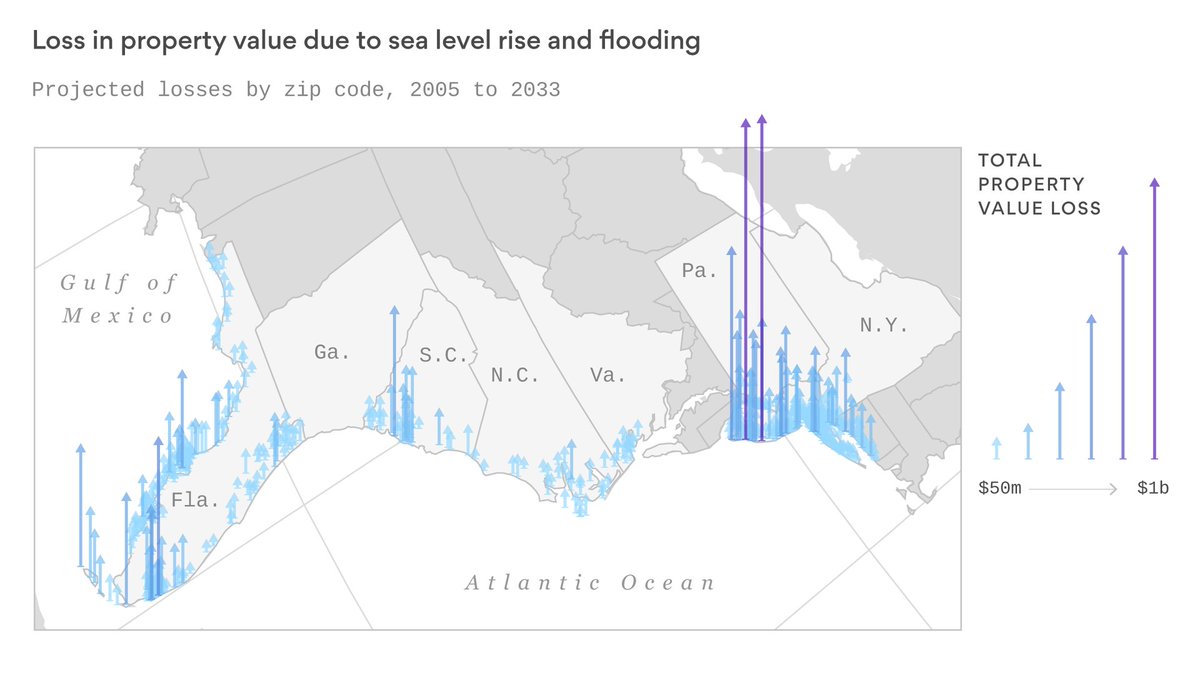 Loss in property value due to sea level rise and flooding
Projected losses by zip code, 2005 to 2033
TOTAL
PROPERTY
VALUE LOSS
Gulf of
Mexico
Pa.
N.Y.
Ga.
S.C.
N.C.
Va.
Fla.
$50m
$1b
Atlantic Ocean